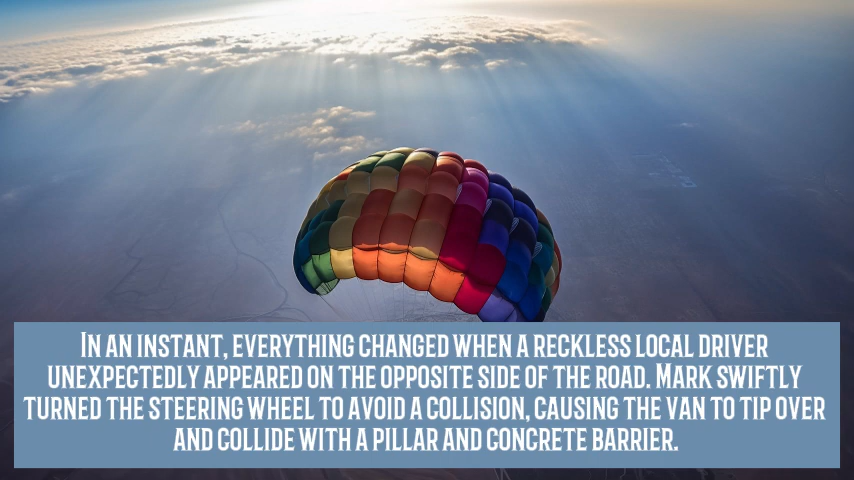 In an instant, everything changed when a reckless local driver
unexpectedly appeared on the opposite side of the road. Mark swiftly
turned the steering wheel to avoid a collision, causing the van to tip over
and collide with a pillar and concrete barrier.